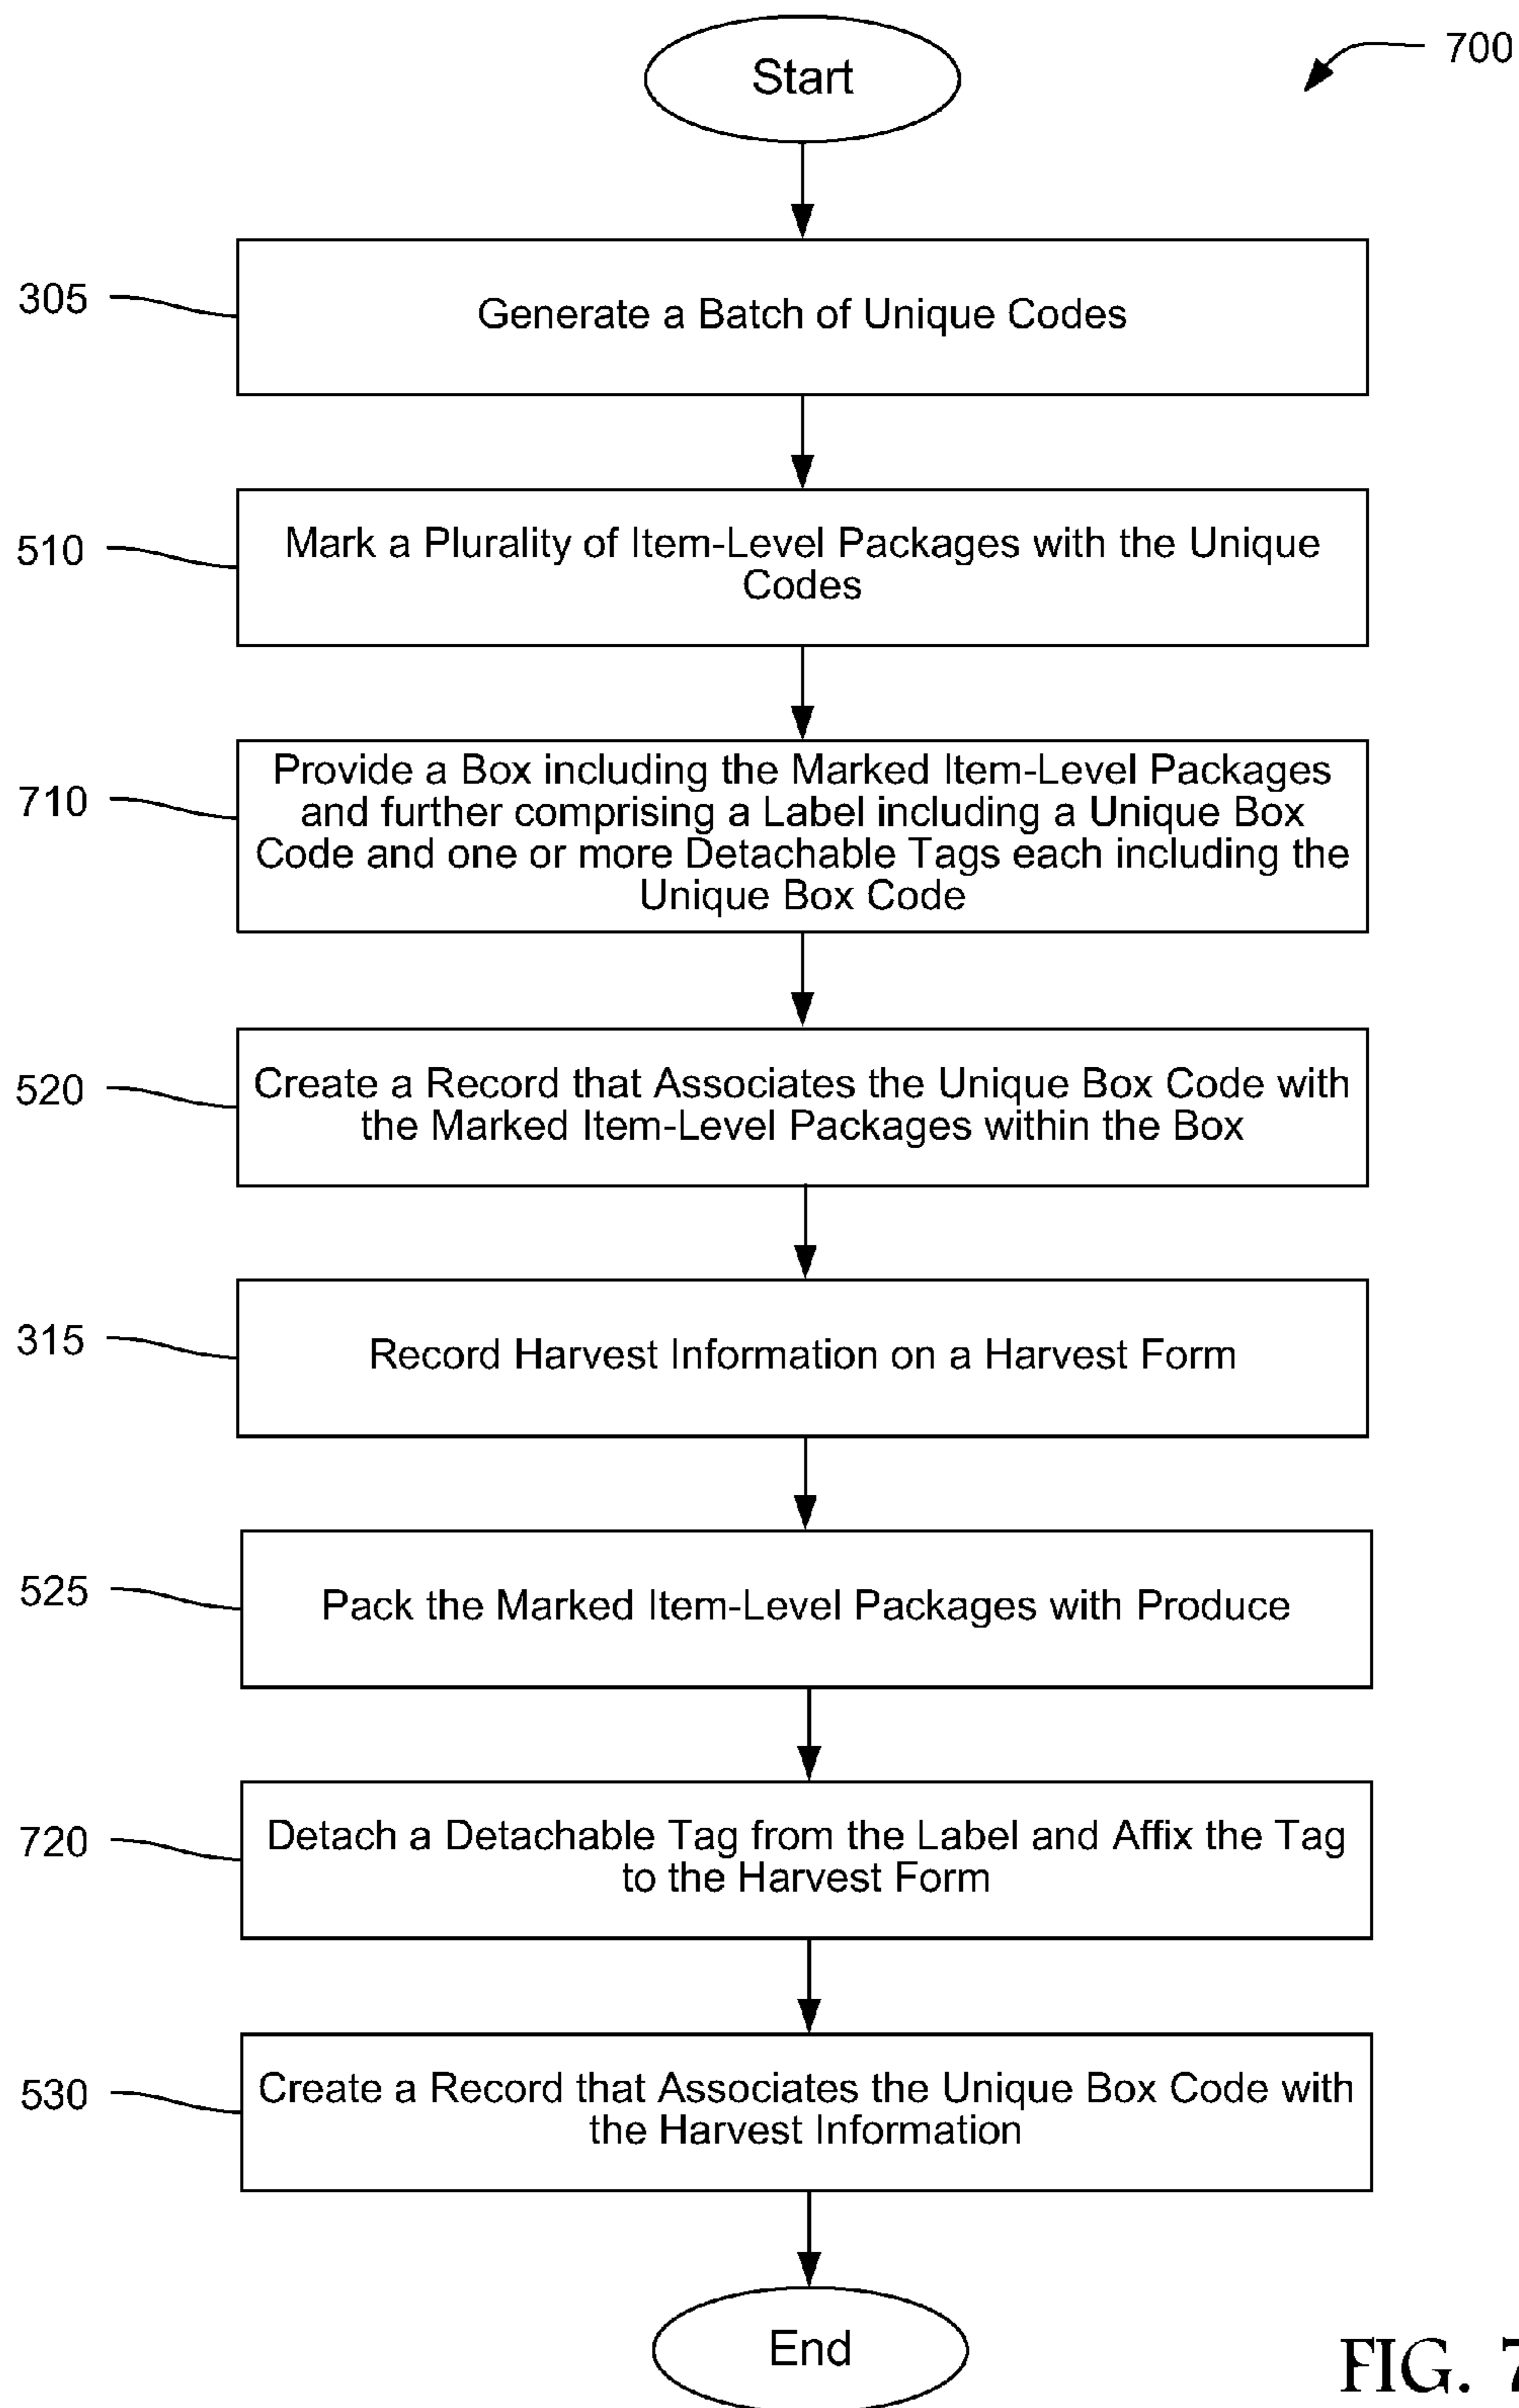 Start
700
305
Generate a Batch of Unique Codes
510
Mark a Plurality of Item-Level Packages with the Unique
Codes
710
Provide a Box including the Marked Item-Level Packages
and further comprising a Label including a Unique Box
Code and one or more Detachable Tags each including the
Unique Box Code
520
Create a Record that Associates the Unique Box Code with
the Marked Item-Level Packages within the Box
315
Record Harvest Information on a Harvest Form
525
Pack the Marked Item-Level Packages with Produce
720
Detach a Detachable Tag from the Label and Affix the Tag
to the Harvest Form
530
Create a Record that Associates the Unique Box Code with
the Harvest Information
End
FIG. 7